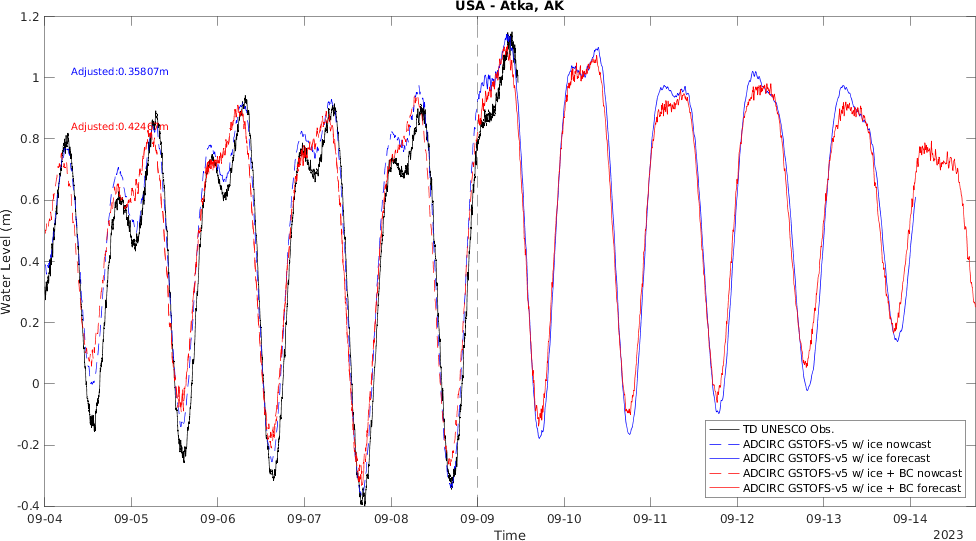 USA - Atka, AK
1.2
1
0.8
0.6
0.4
0.2
0
-0.2
-0.4
Water Level (m)
Adjusted:0.35807m
TD UNESCO Obs.
ADCIRC GSTOFS-v5 w/ ice nowcast
ADCIRC GSTOFS-v5 w/ ice forecast
ADCIRC GSTOFS-v5 w/ ice + BC nowcast
ADCIRC GSTOFS-v5 w/ ice + BC forecast
09-04 09-05 09-06 09-07 09-08 09-09 09-10 09-11 09-12 09-13 09-14
Time
2023